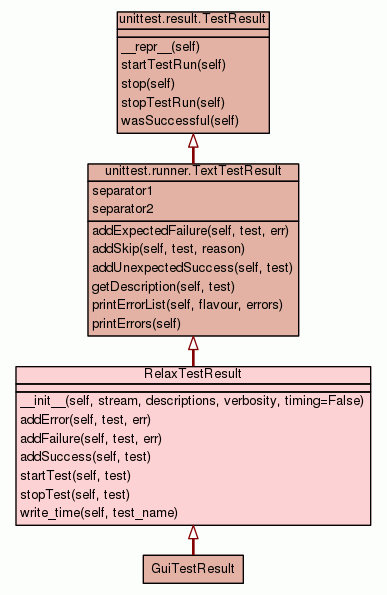 unittest.result.TestResult
__repr__(self)
startTestRun(self)
stop(self)
stopTestRun(self)
wasSuccessful(self)
unittest.runner.TextTestResult
separator1
separator2
addExpectedFailure(self, test, err)
addSkip(self, test, reason)
addUnexpectedSuccess(self, test)
getDescription(self, test)
printErrorList(self, flavour, errors)
printErrors(self)
RelaxTestResult
__init__(self, stream, descriptions, verbosity, timing=False)
addError(self, test, err)
addFailure(self, test, err)
addSuccess(self, test)
startTest(self, test)
stopTest(self, test)
write_time(self, test_name)
GuiTestResult